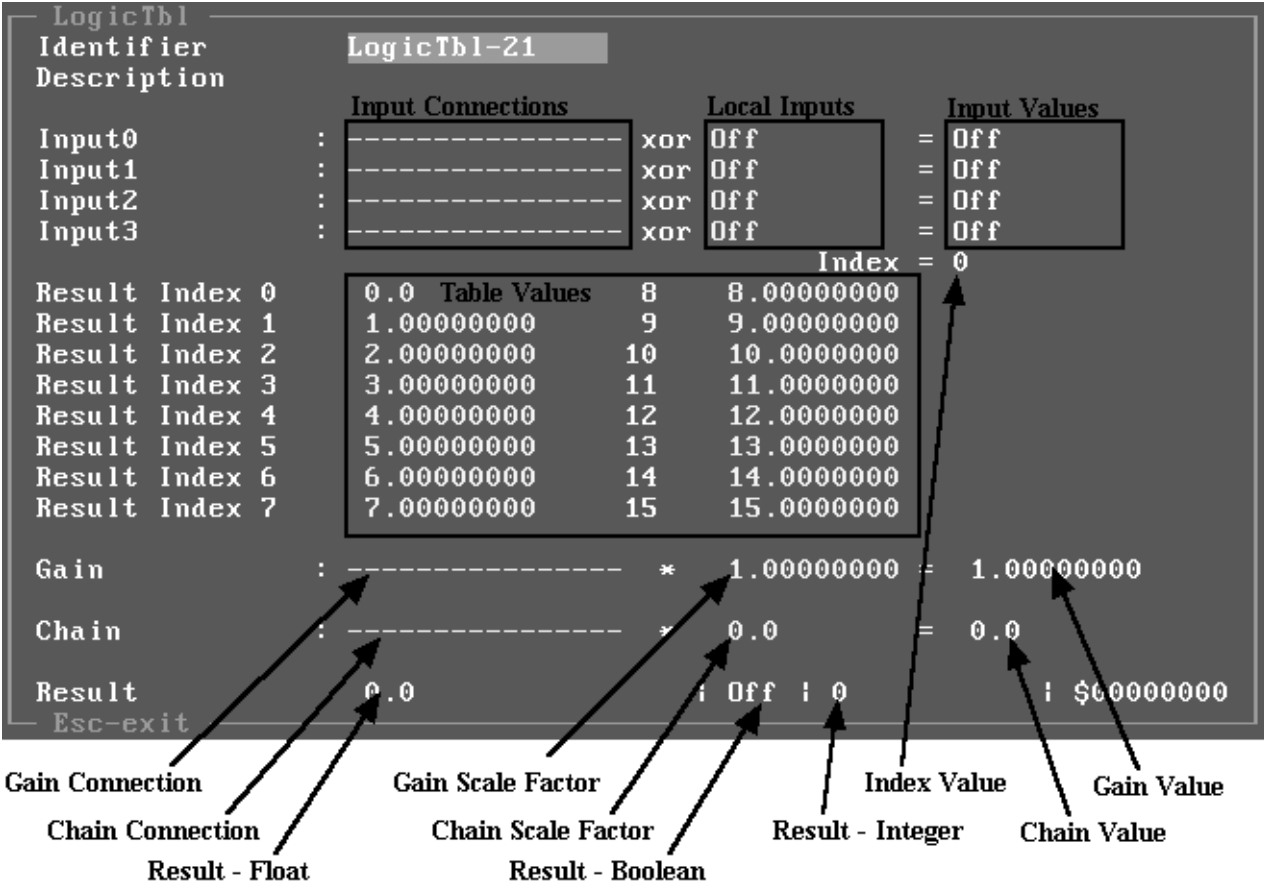 LogicTbl
Identifier LogicTbl-21
Description
Input Connections Local Inputs Input Values
Input0 : ---------------- xor Off = Off
Input1 : ---------------- xor Off = Off
Input2 : ---------------- xor Off = Off
Input3 : ---------------- xor Off = Off
Index = 0
Result Index 0 0.0 Table Values 8 8.00000000
Result Index 1 1.00000000 9 9.00000000
Result Index 2 2.00000000 10 10.0000000
Result Index 3 3.00000000 11 11.0000000
Result Index 4 4.00000000 12 12.0000000
Result Index 5 5.00000000 13 13.0000000
Result Index 6 6.00000000 14 14.0000000
Result Index 7 7.00000000 15 15.0000000
Gain : ---------------- * 1.00000000 = 1.00000000
Chain : ---------------- * 0.0 = 0.0
Result 0.0 ¦ Off ¦ 0 ¦ $00000000
Esc-exit
Gain Connection Gain Scale Factor Index Value Gain Value
Chain Connection Chain Scale Factor Result - Integer Chain Value
Result - Float Result - Boolean